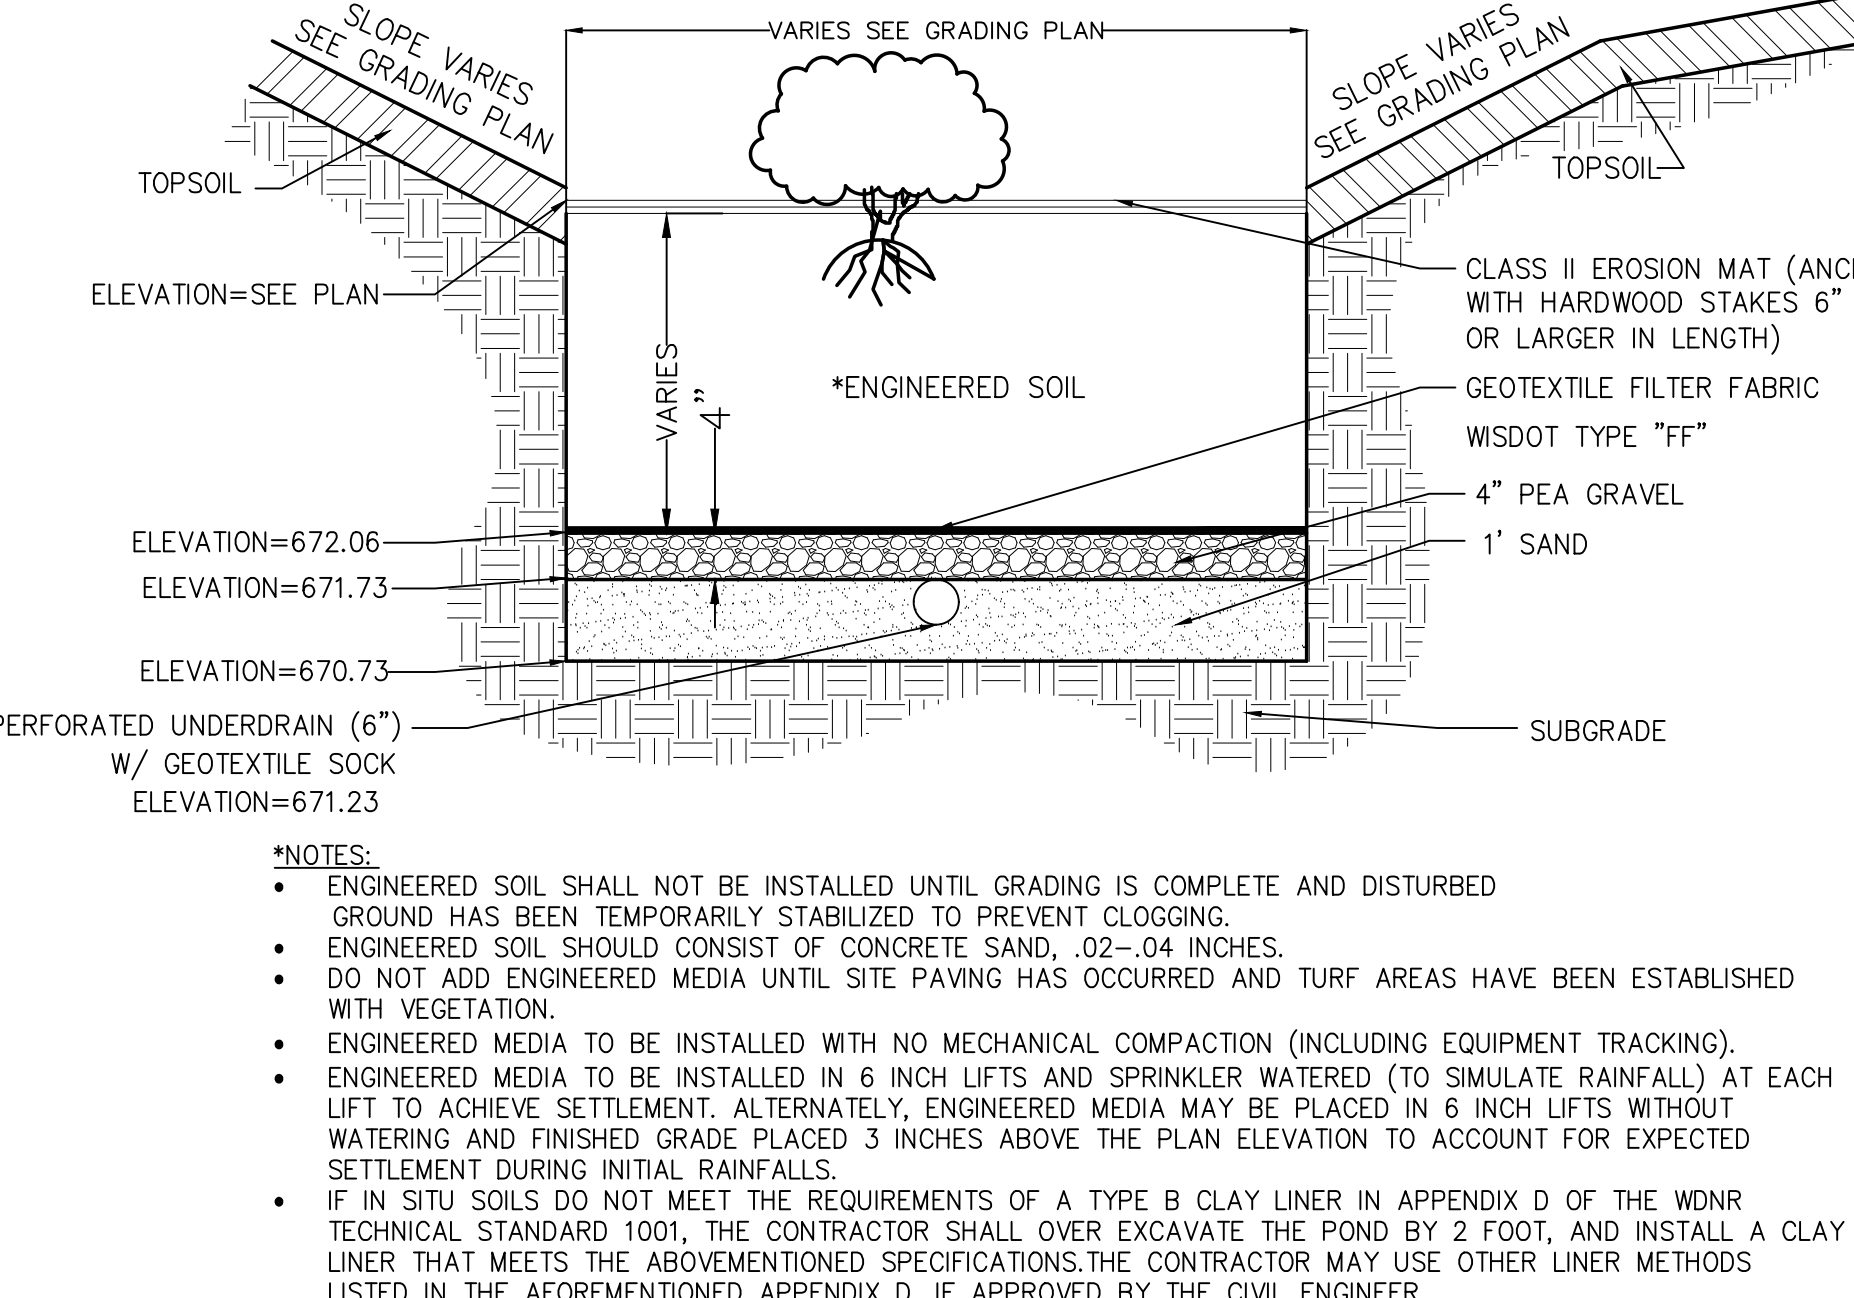 VARIES SEE GRADING PLAN
SLOPE VARIES
SEE GRADING PLAN
SLOPE VARIES
SEE GRADING PLAN
TOPSOIL
TOPSOIL
ELEVATION=SEE PLAN
CLASS II EROSION MAT
WITH HARDWOOD STAKES 6"
OR LARGER IN LENGTH)
VARIES
4"
*ENGINEERED SOIL
GEOTEXTILE FILTER FABRIC
WISDOT TYPE "FF"
4" PEA GRAVEL
1' SAND
ELEVATION=672.06
ELEVATION=671.73
ELEVATION=670.73
PERFORATED UNDERDRAIN (6")
W/ GEOTEXTILE SOCK
ELEVATION=671.23
SUBGRADE
*NOTES:
• ENGINEERED SOIL SHALL NOT BE INSTALLED UNTIL GRADING IS COMPLETE AND DISTURBED
GROUND HAS BEEN TEMPORARILY STABILIZED TO PREVENT CLOGGING.
• ENGINEERED SOIL SHOULD CONSIST OF CONCRETE SAND, .02-.04 INCHES.
• DO NOT ADD ENGINEERED MEDIA UNTIL SITE PAVING HAS OCCURRED AND TURF AREAS HAVE BEEN ESTABLISHED
WITH VEGETATION.
• ENGINEERED MEDIA TO BE INSTALLED WITH NO MECHANICAL COMPACTION (INCLUDING EQUIPMENT TRACKING).
• ENGINEERED MEDIA TO BE INSTALLED IN 6 INCH LIFTS AND SPRINKLER WATERED (TO SIMULATE RAINFALL) AT EACH
LIFT TO ACHIEVE SETTLEMENT. ALTERNATELY, ENGINEERED MEDIA MAY BE PLACED IN 6 INCH LIFTS WITHOUT
WATERING AND FINISHED GRADE PLACED 3 INCHES ABOVE THE PLAN ELEVATION TO ACCOUNT FOR EXPECTED
SETTLEMENT DURING INITIAL RAINFALLS.
• IF IN SITU SOILS DO NOT MEET THE REQUIREMENTS OF A TYPE B CLAY LINER IN APPENDIX D OF THE WDNR
TECHNICAL STANDARD 1001, THE CONTRACTOR SHALL OVER EXCAVATE THE POND BY 2 FOOT, AND INSTALL A CLAY
LINER THAT MEETS THE ABOVEMENTIONED SPECIFICATIONS.THE CONTRACTOR MAY USE OTHER LINER METHODS
LISTED IN THE AFOREMENTIONED APPENDIX D IF APPROVED BY THE CIVIL ENGINEER